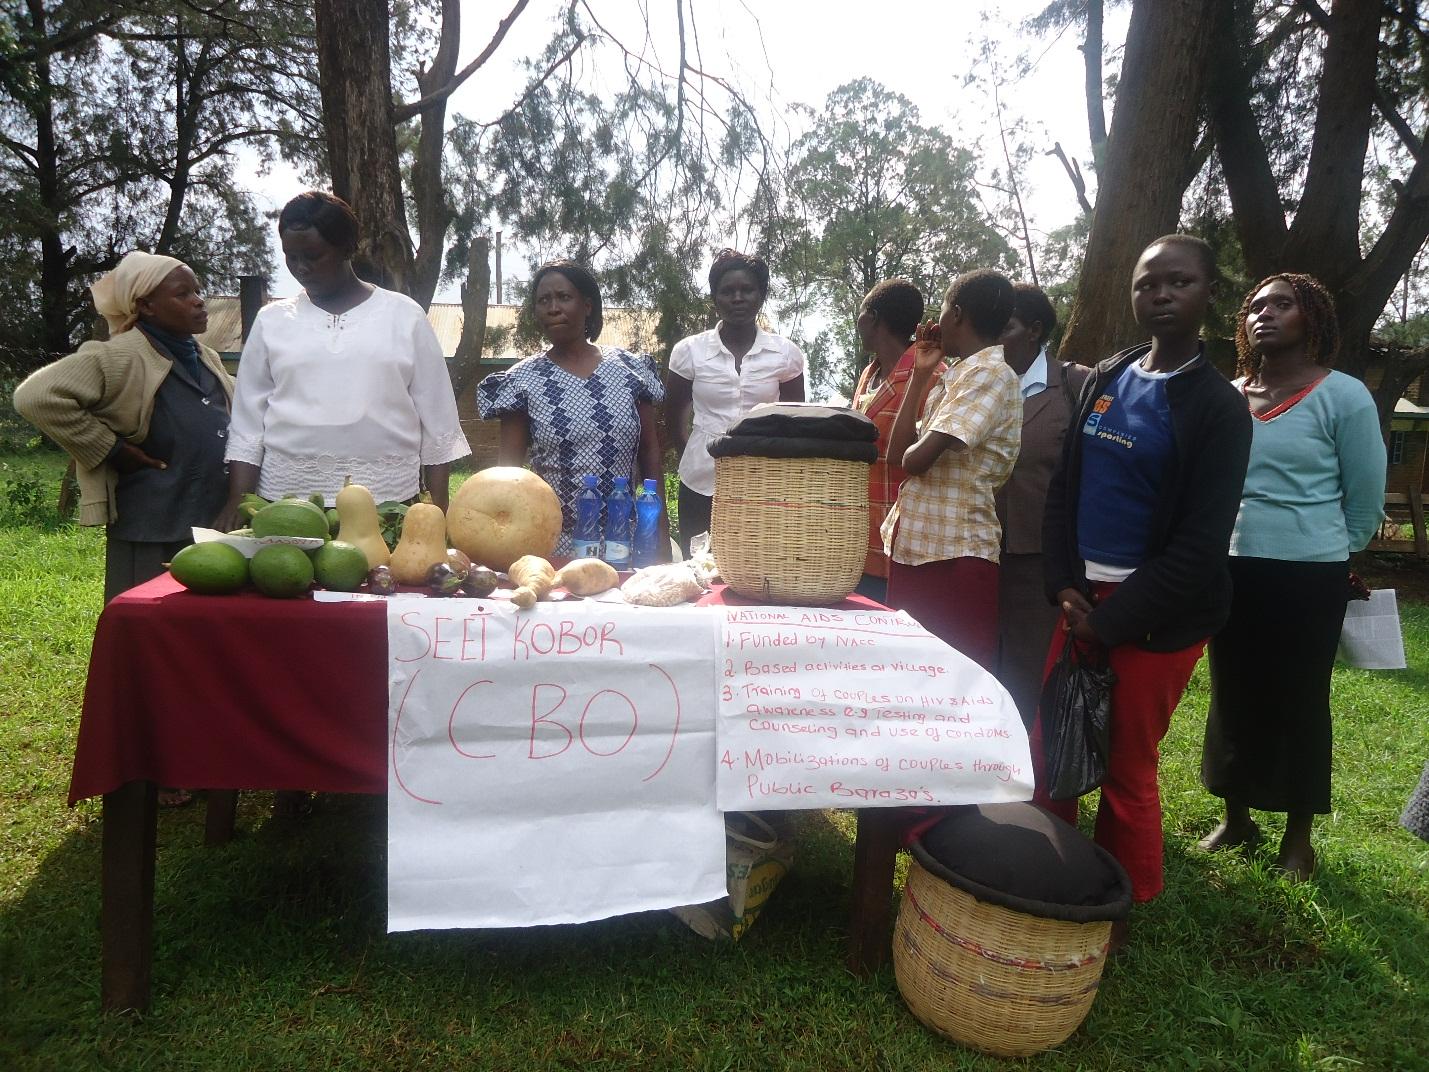 SEET KOBOR
(CBO)
NATIONAL AIDS
1. Funded by NACC
2. Based activities at village.
3. Training of couples on HIV & Aids
awareness e.g Testing and
Counseling and use of condoms.
4. Mobilizations of couples through
Public Baraza's.
COMPANIES
sporting